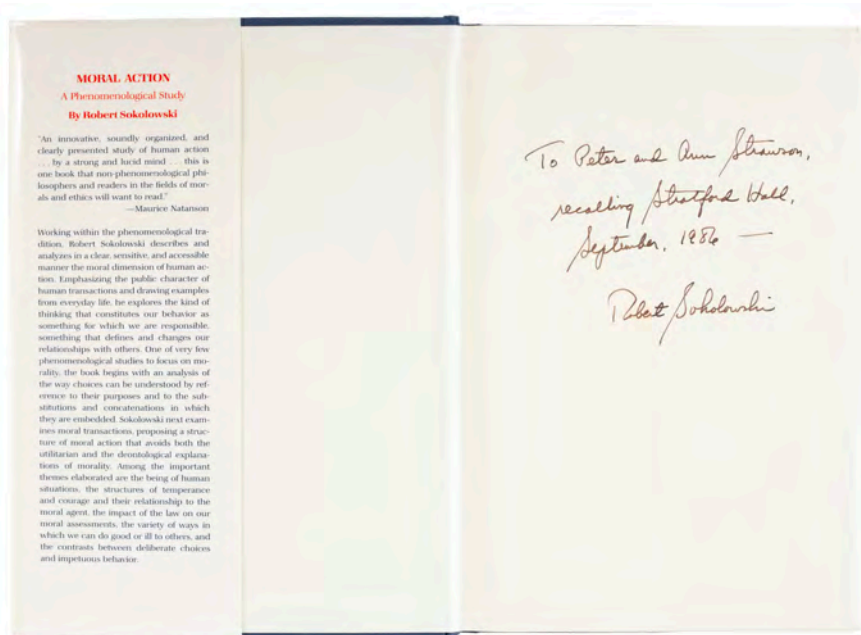 MORAL ACTION
A Phenomenological Study
By Robert Sokolowski
"An innovative, soundly organized, and
clearly presented study of human action
. . . by a strong and lucid mind . . . this is
one book that non-phenomenological phi-
losophers and readers in the fields of mor-
als and ethics will want to read."
—Maurice Natanson
Working within the phenomenological tra-
dition, Robert Sokolowski describes and
analyzes in a clear, sensitive, and accessible
manner the moral dimension of human ac-
tion. Emphasizing the public character of
human transactions and drawing examples
from everyday life, he explores the kind of
thinking that constitutes our behavior as
something for which we are responsible,
something that defines and changes our
relationships with others. One of very few
phenomenological studies to focus on mo-
rality, the book begins with an analysis of
the way choices can be understood by ref-
erence to their purposes and to the sub-
stitutions and concatenations in which
they are embedded. Sokolowski next exam-
ines moral transactions, proposing a struc-
ture of moral action that avoids both the
utilitarian and the deontological explana-
tions of morality. Among the important
themes elaborated are the being of human
situations, the structures of temperance
and courage and their relationship to the
moral agent, the impact of the law on our
moral assessments, the variety of ways in
which we can do good or ill to others, and
the contrasts between deliberate choices
and impetuous behavior.
To Peter and Ann Strawson,
recalling Stratford Hall,
September, 1986 —
Robert Sokolowski